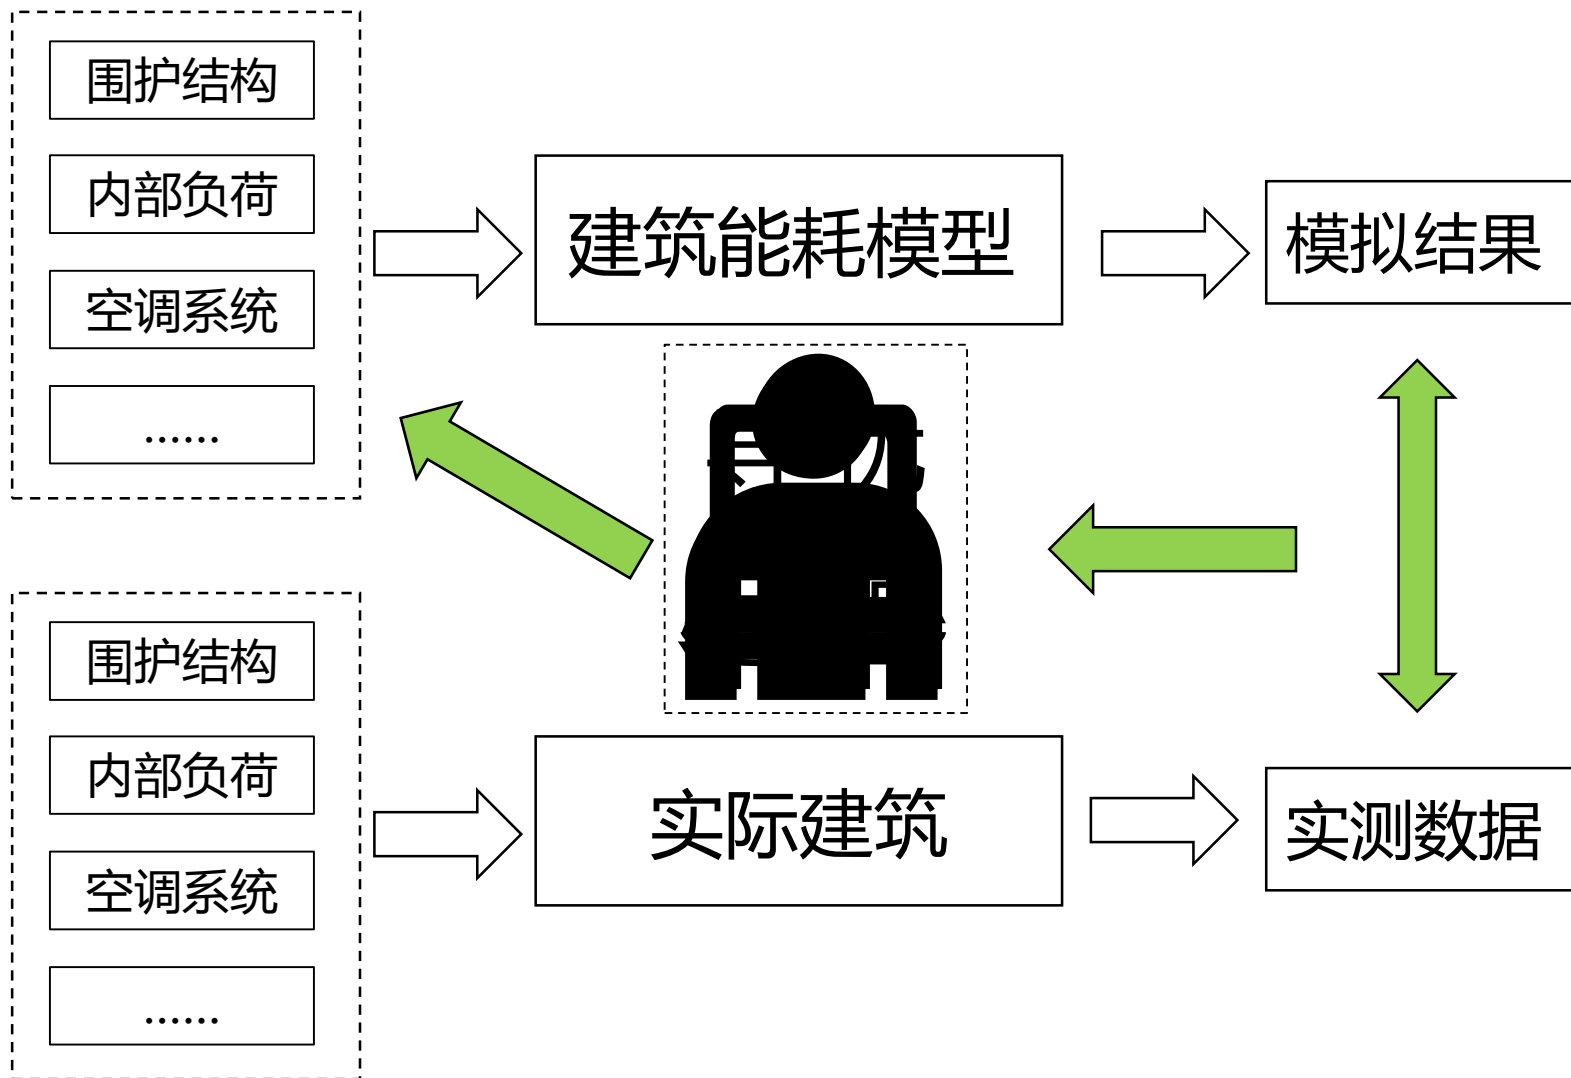 围护结构
内部负荷
空调系统
……
建筑能耗模型
模拟结果
围护结构
内部负荷
空调系统
……
实际建筑
实测数据